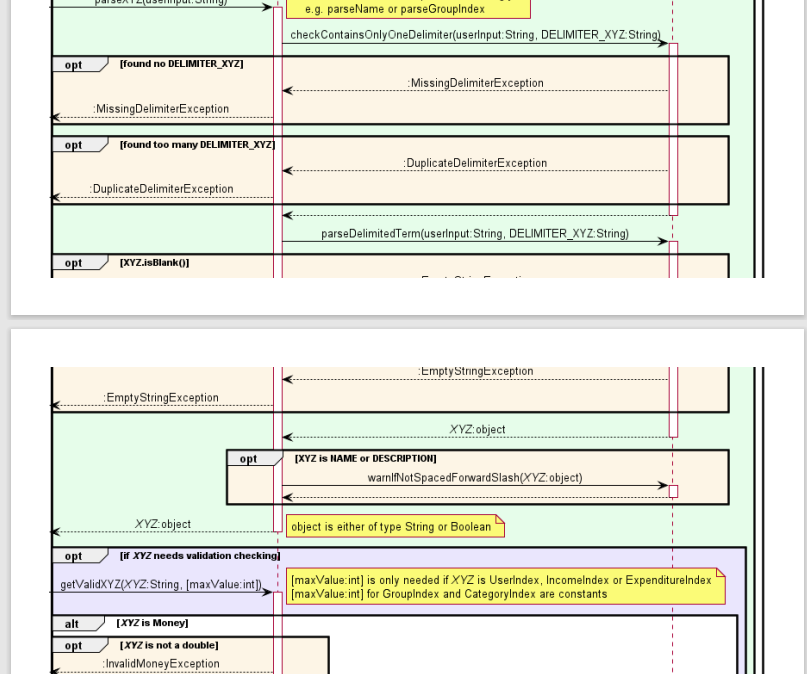 parseXYZ(userInput:String)
e.g. parseName or parseGroupIndex
checkContainsOnlyOneDelimiter(userInput:String, DELIMITER_XYZ:String)
opt [found no DELIMITER_XYZ]
:MissingDelimiterException
:MissingDelimiterException
opt [found too many DELIMITER_XYZ]
:DuplicateDelimiterException
:DuplicateDelimiterException
parseDelimitedTerm(userInput:String, DELIMITER_XYZ:String)
opt [XYZ.isBlank()]
:EmptyStringException
:EmptyStringException
:EmptyStringException
XYZ:object
opt [XYZ is NAME or DESCRIPTION]
warnIfNotSpacedForwardSlash(XYZ:object)
XYZ:object
object is either of type String or Boolean
opt [if XYZ needs validation checking]
getValidXYZ(XYZ:String, [maxValue:int])
[maxValue:int] is only needed if XYZ is UserIndex, IncomeIndex or ExpenditureIndex
[maxValue:int] for GroupIndex and CategoryIndex are constants
alt [XYZ is Money]
opt [XYZ is not a double]
:InvalidMoneyException